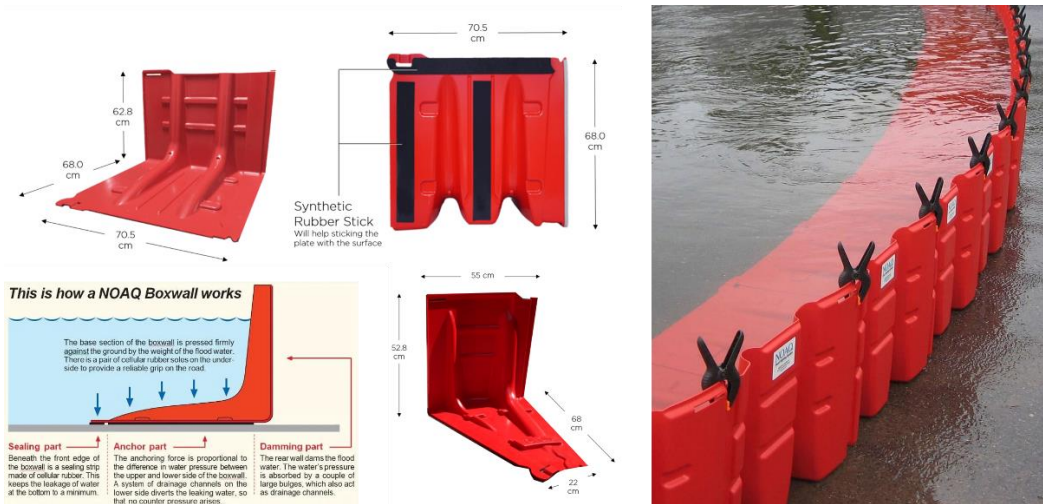 62.8
cm
68.0
cm
70.5
cm
70.5
cm
68.0
cm
Synthetic
Rubber Stick
Will help sticking the
plate with the surface
This is how a NOAQ Boxwall works
The base section of the boxwall is pressed firmly
against the ground by the weight of the flood water.
There is a pair of cellular rubber soles on the under-
side to provide a reliable grip on the road.
Sealing part
Beneath the front edge of
the boxwall is a sealing strip
made of cellular rubber. This
keeps the leakage of water
at the bottom to a minimum.
Anchor part
The anchoring force is proportional to
the difference in water pressure between
the upper and lower side of the boxwall.
A system of drainage channels on the
lower side diverts the leaking water, so
that no counter pressure arises.
Damming part
The rear wall dams the flood
water. The water's pressure
is absorbed by a couple of
large bulges, which also act
as drainage channels.
55 cm
52.8
cm
68
cm
22
cm
NOAQ
NOAQ